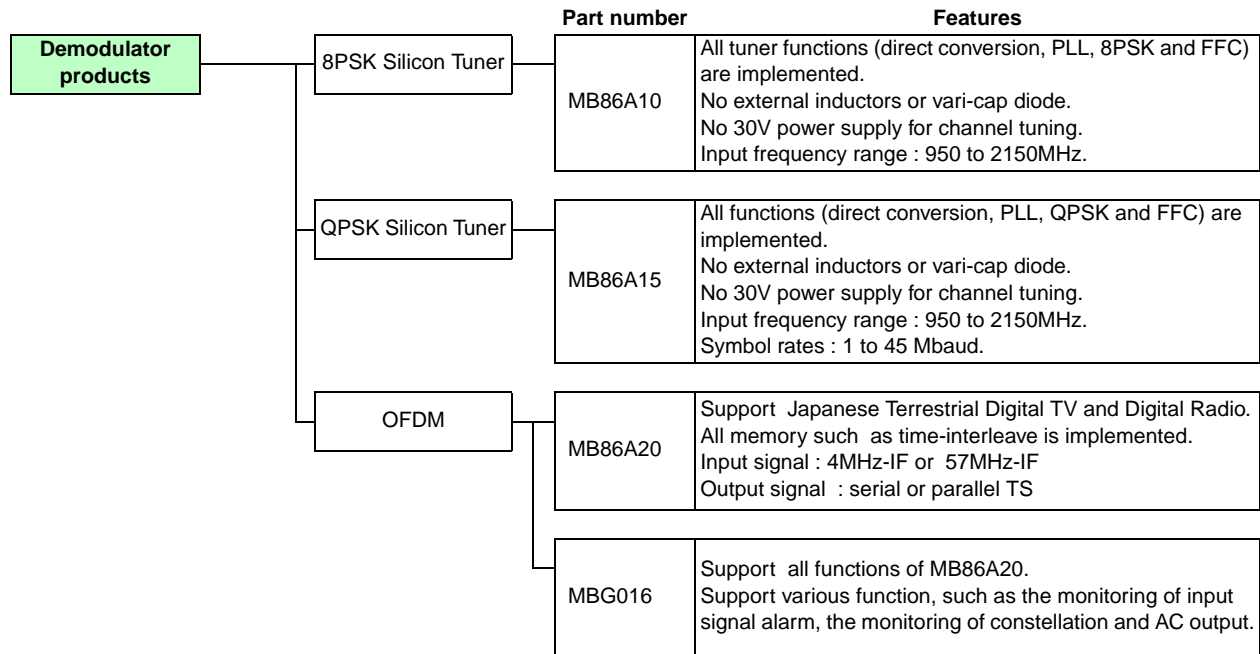 Part number Features
Demodulator
products
8PSK Silicon Tuner
MB86A10
All tuner functions (direct conversion, PLL, 8PSK and FFC)
are implemented.
No external inductors or vari-cap diode.
No 30V power supply for channel tuning.
Input frequency range : 950 to 2150MHz.
QPSK Silicon Tuner
MB86A15
All functions (direct conversion, PLL, QPSK and FFC) are
implemented.
No external inductors or vari-cap diode.
No 30V power supply for channel tuning.
Input frequency range : 950 to 2150MHz.
Symbol rates : 1 to 45 Mbaud.
OFDM
MB86A20
Support Japanese Terrestrial Digital TV and Digital Radio.
All memory such as time-interleave is implemented.
Input signal : 4MHz-IF or 57MHz-IF
Output signal : serial or parallel TS
MBG016
Support all functions of MB86A20.
Support various function, such as the monitoring of input
signal alarm, the monitoring of constellation and AC output.